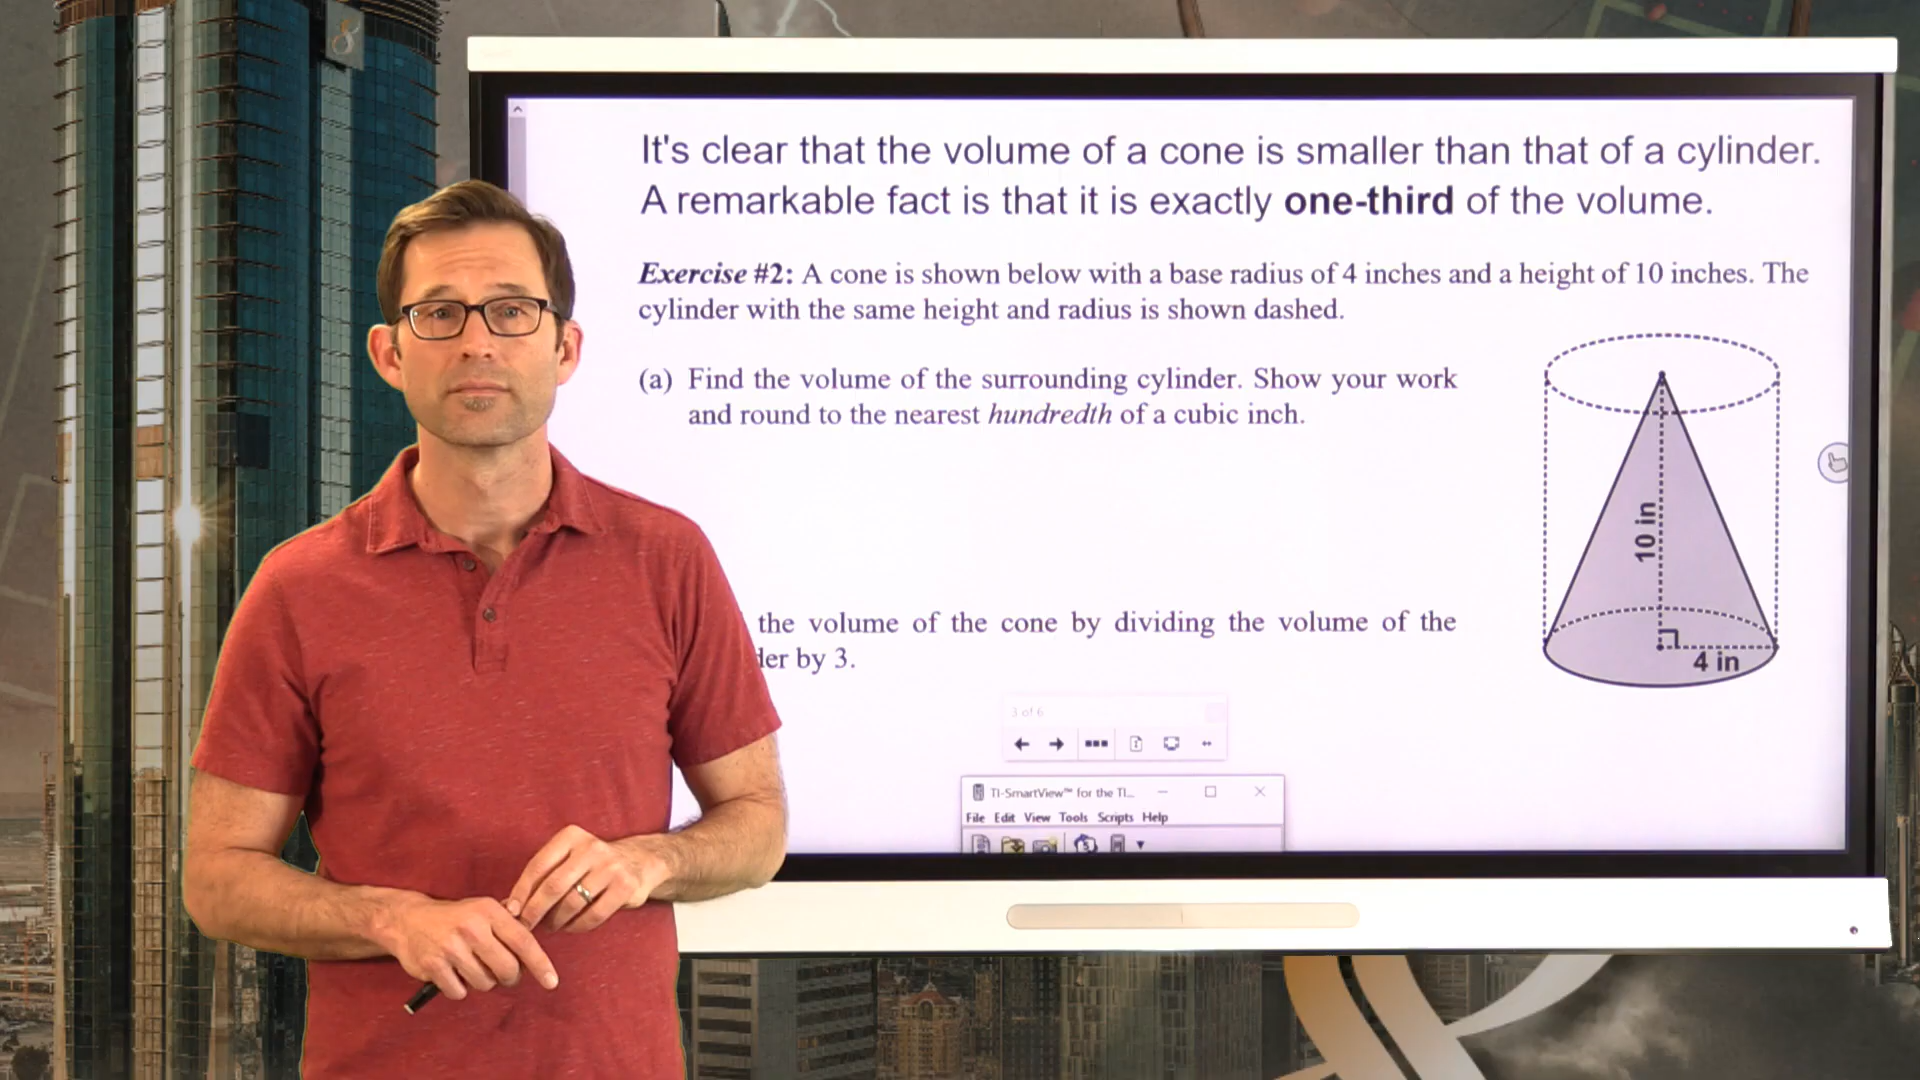 It's clear that the volume of a cone is smaller than that of a cylinder.
A remarkable fact is that it is exactly one-third of the volume.
Exercise #2: A cone is shown below with a base radius of 4 inches and a height of 10 inches. The
cylinder with the same height and radius is shown dashed.
(a) Find the volume of the surrounding cylinder. Show your work
and round to the nearest hundredth of a cubic inch.
10 in
4 in
the volume of the cone by dividing the volume of the
der by 3.
3 of 6
TI-SmartView™ for the TI...
File Edit View Tools Scripts Help